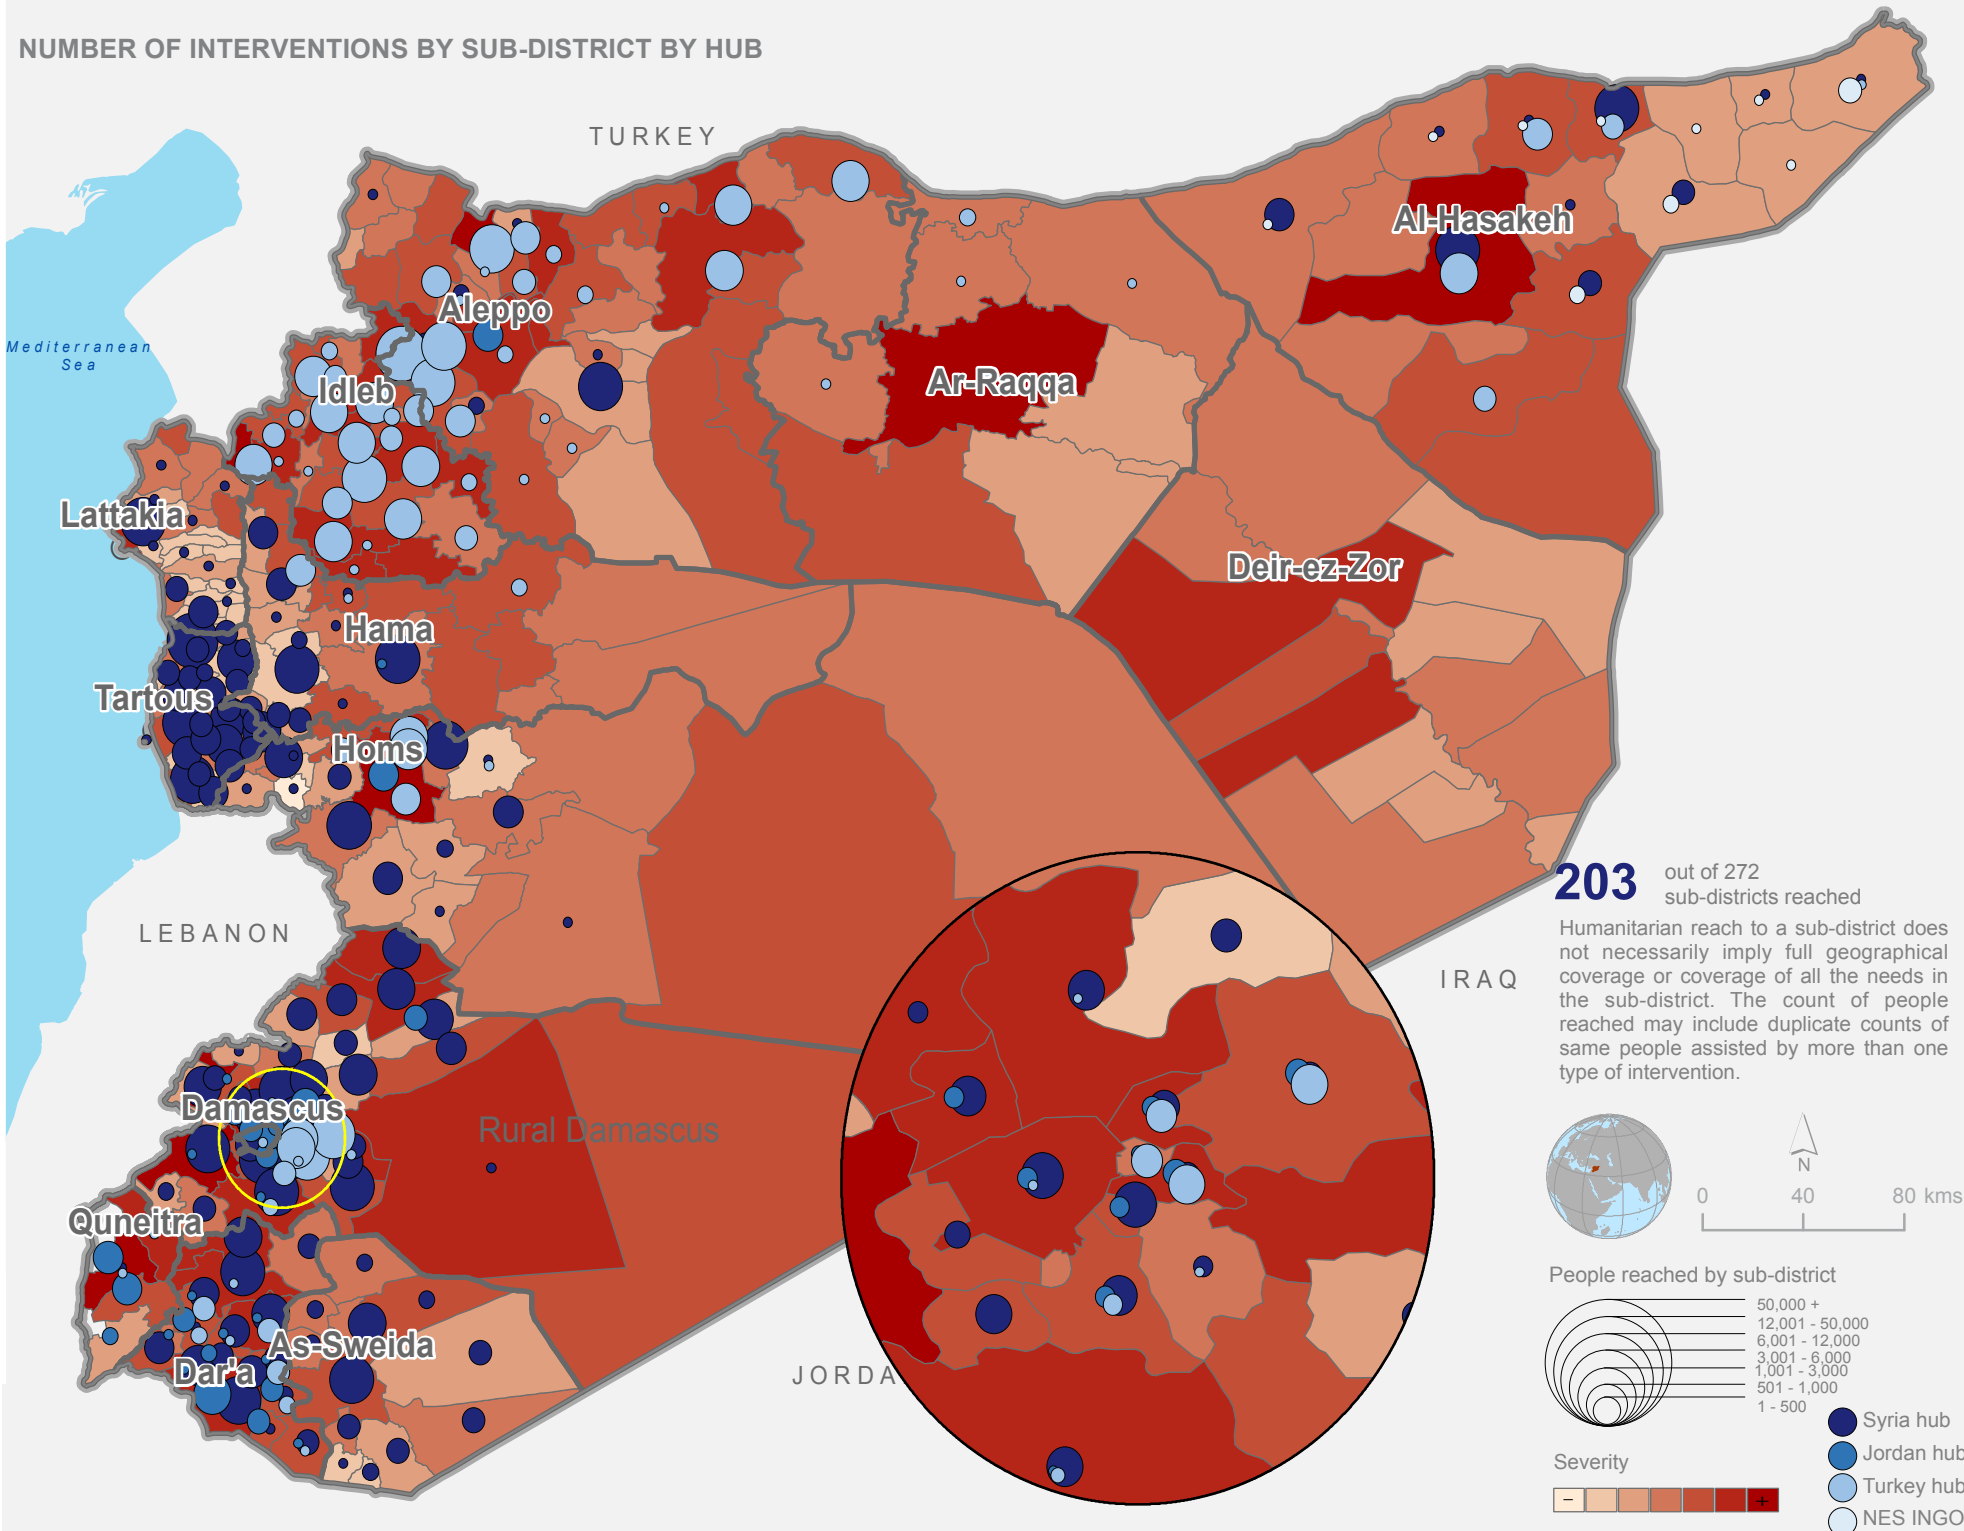 NUMBER OF INTERVENTIONS BY SUB-DISTRICT BY HUB
TURKEY
Al-Hasakeh
Aleppo
Mediterranean
Sea
Idleb
Ar-Raqqa
Lattakia
Deir-ez-Zor
Hama
Tartous
Homs
LEBANON
IRAQ
203
out of 272
sub-districts reached
Humanitarian reach to a sub-district does
not necessarily imply full geographical
coverage or coverage of all the needs in
the sub-district. The count of people
reached may include duplicate counts of
same people assisted by more than one
type of intervention.
Damascus
Rural Damascus
N
0 40 80 kms
Quneitra
As-Sweida
Dar'a
JORDA
People reached by sub-district
50,000 +
12,001 - 50,000
6,001 - 12,000
3,001 - 6,000
1,001 - 3,000
501 - 1,000
1 - 500
Syria hub
Jordan hub
Turkey hub
NES INGO
Severity
− +